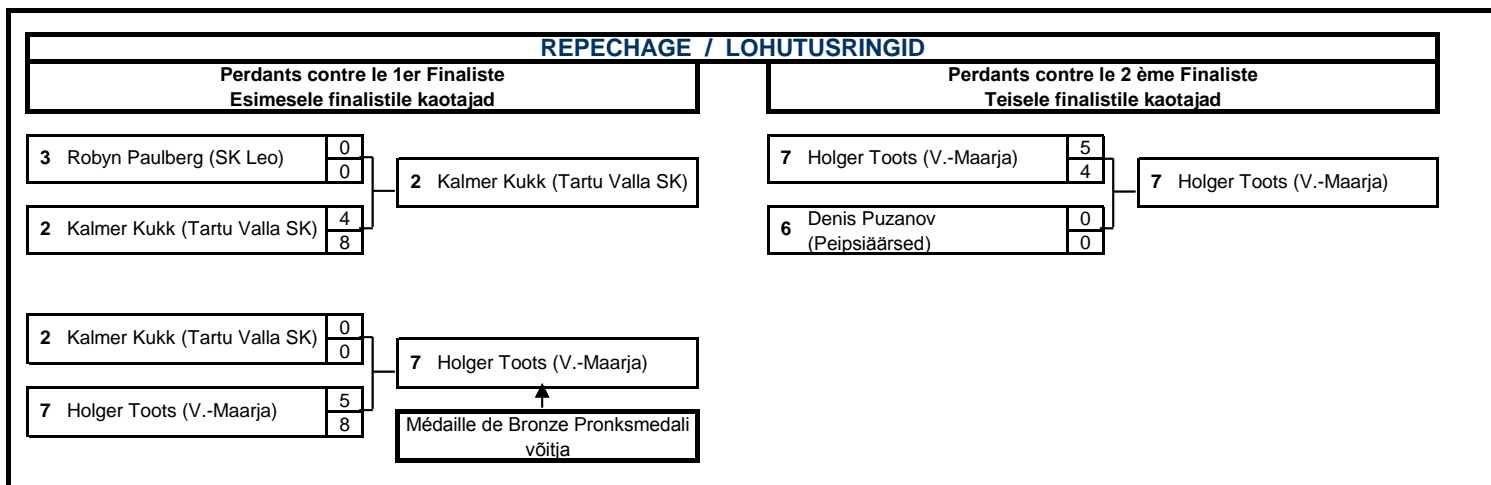 REPECHAGE / LOHUTUSRINGID
Perdants contre le 1er Finaliste
Esimesele finalistile kaotajad
Perdants contre le 2 ème Finaliste
Teisele finalistile kaotajad
3 Robyn Paulberg (SK Leo) 0
0
2 Kalmer Kukk (Tartu Valla SK)
2 Kalmer Kukk (Tartu Valla SK) 4
8
7 Holger Toots (V.-Maarja) 5
4
7 Holger Toots (V.-Maarja)
6 Denis Puzanov
(Peipsiäärsed) 0
0
2 Kalmer Kukk (Tartu Valla SK) 0
0
7 Holger Toots (V.-Maarja)
7 Holger Toots (V.-Maarja) 5
8
Médaille de Bronze Pronksmedali
võitja